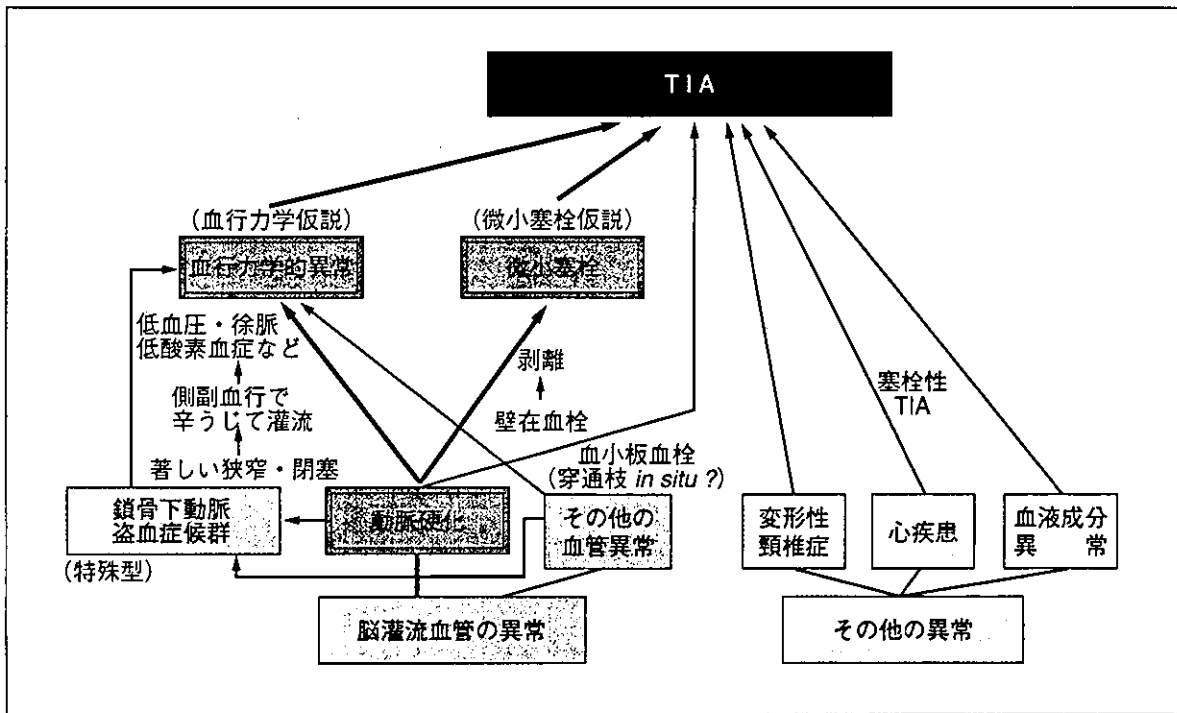 TIA
(血行力学仮説)
血行力学的異常
(微小塞栓仮説)
微小塞栓
低血圧・徐脈
低酸素血症など
側副血行で
辛うじて灌流
著しい狭窄・閉塞
剥離
壁在血栓
血小板血栓
(穿通枝 in situ ?)
塞栓性
TIA
鎖骨下動脈
盗血症候群
(特殊型)
動脈硬化
その他の
血管異常
変形性
頸椎症
心疾患
血液成分
異 常
脳灌流血管の異常
その他の異常